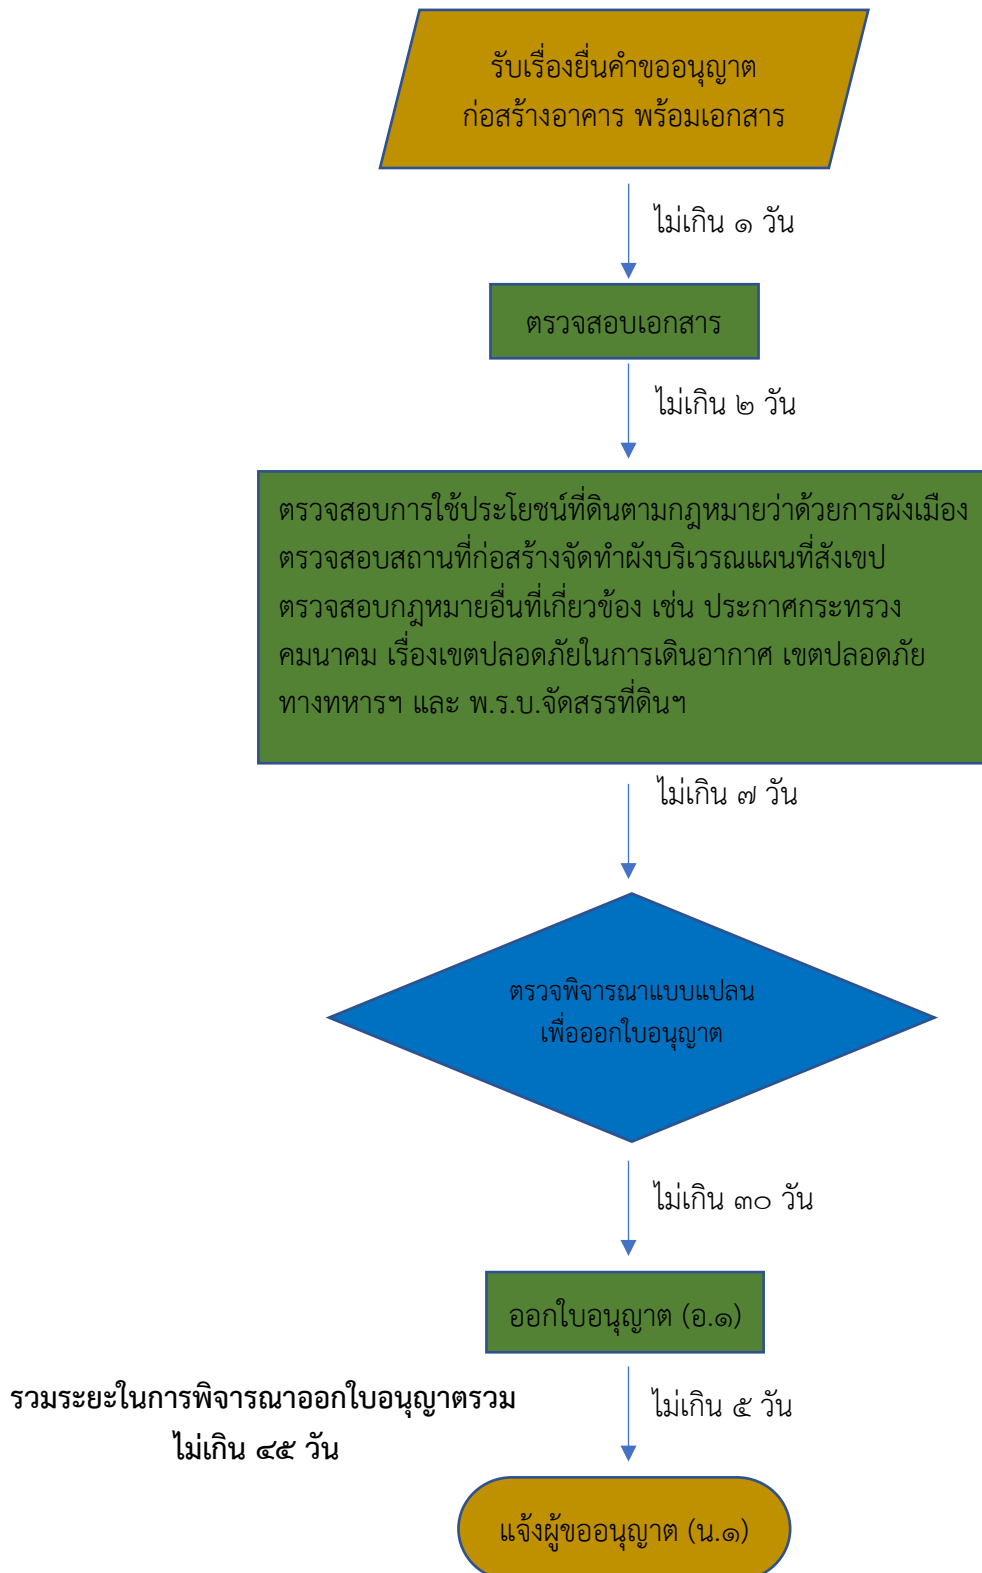 รับเรื่องยื่นคำขออนุญาต
ก่อสร้างอาคาร พร้อมเอกสาร
ไม่เกิน ๑ วัน
ตรวจสอบเอกสาร
ไม่เกิน ๒ วัน
ตรวจสอบการใช้ประโยชน์ที่ดินตามกฎหมายว่าด้วยการผังเมือง
ตรวจสอบสถานที่ก่อสร้างจัดทำผังบริเวรณแผนที่สังเขป
ตรวจสอบกฎหมายอื่นที่เกี่ยวข้อง เช่น ประกาศกระทรวง
คมนาคม เรื่องเขตปลอดภัยในการเดินอากาศ เขตปลอดภัย
ทางทหารฯ และ พ.ร.บ.จัดสรรที่ดินฯ
ไม่เกิน ๗ วัน
ตรวจพิจารณาแบบแปลน
เพื่อออกใบอนุญาต
ไม่เกิน ๓๐ วัน
ออกใบอนุญาต (อ.๑)
รวมระยะในการพิจารณาออกใบอนุญาตรวม
ไม่เกิน ๔๕ วัน
ไม่เกิน ๕ วัน
แจ้งผู้ขออนุญาต (น.๑)